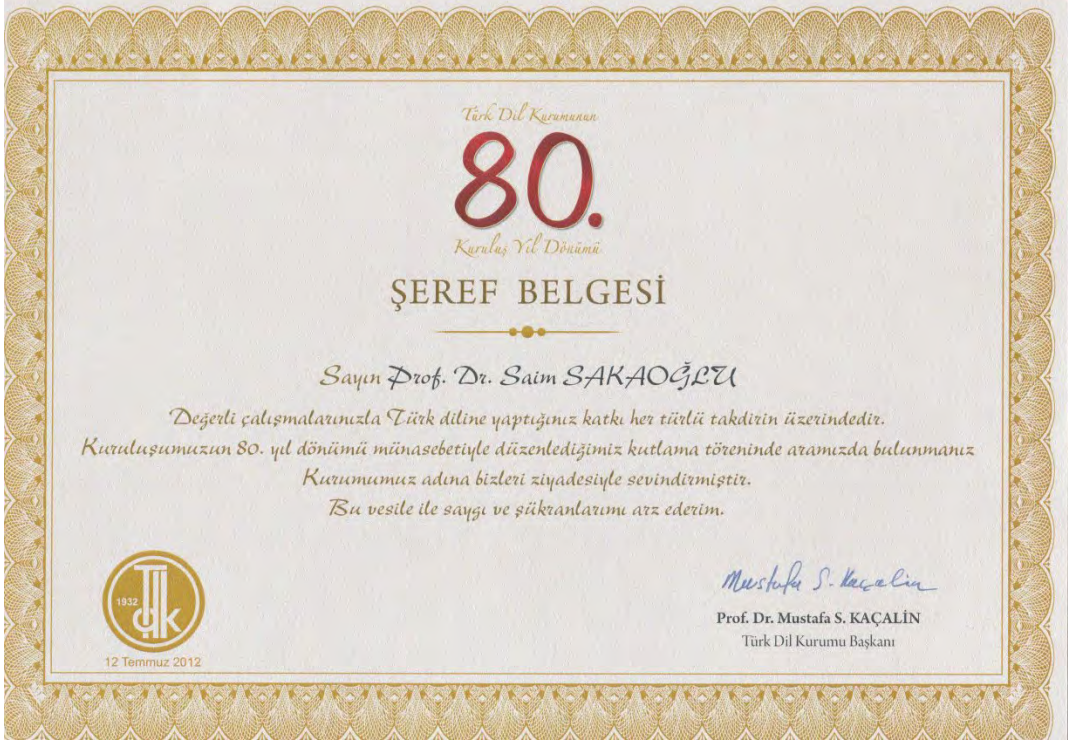 Türk Dil Kurumunun
80.
Kuruluş Yıl Dönümü
ŞEREF BELGESİ
Sayın Prof. Dr. Saim SAKAOĞLU
Değerli çalışmalarınızla Türk diline yaptığınız katkı her türlü takdirin üzerindedir.
Kuruluşumuzun 80. yıl dönümü münasebetiyle düzenlediğimiz kutlama töreninde aramızda bulunmanız
Kurumumuz adına bizleri ziyadesiyle sevindirmiştir.
Bu vesile ile saygı ve şükranlarımı arz ederim.
1932
Tdk
12 Temmuz 2012
Mustafa S. Kaçalin
Prof. Dr. Mustafa S. KAÇALİN
Türk Dil Kurumu Başkanı